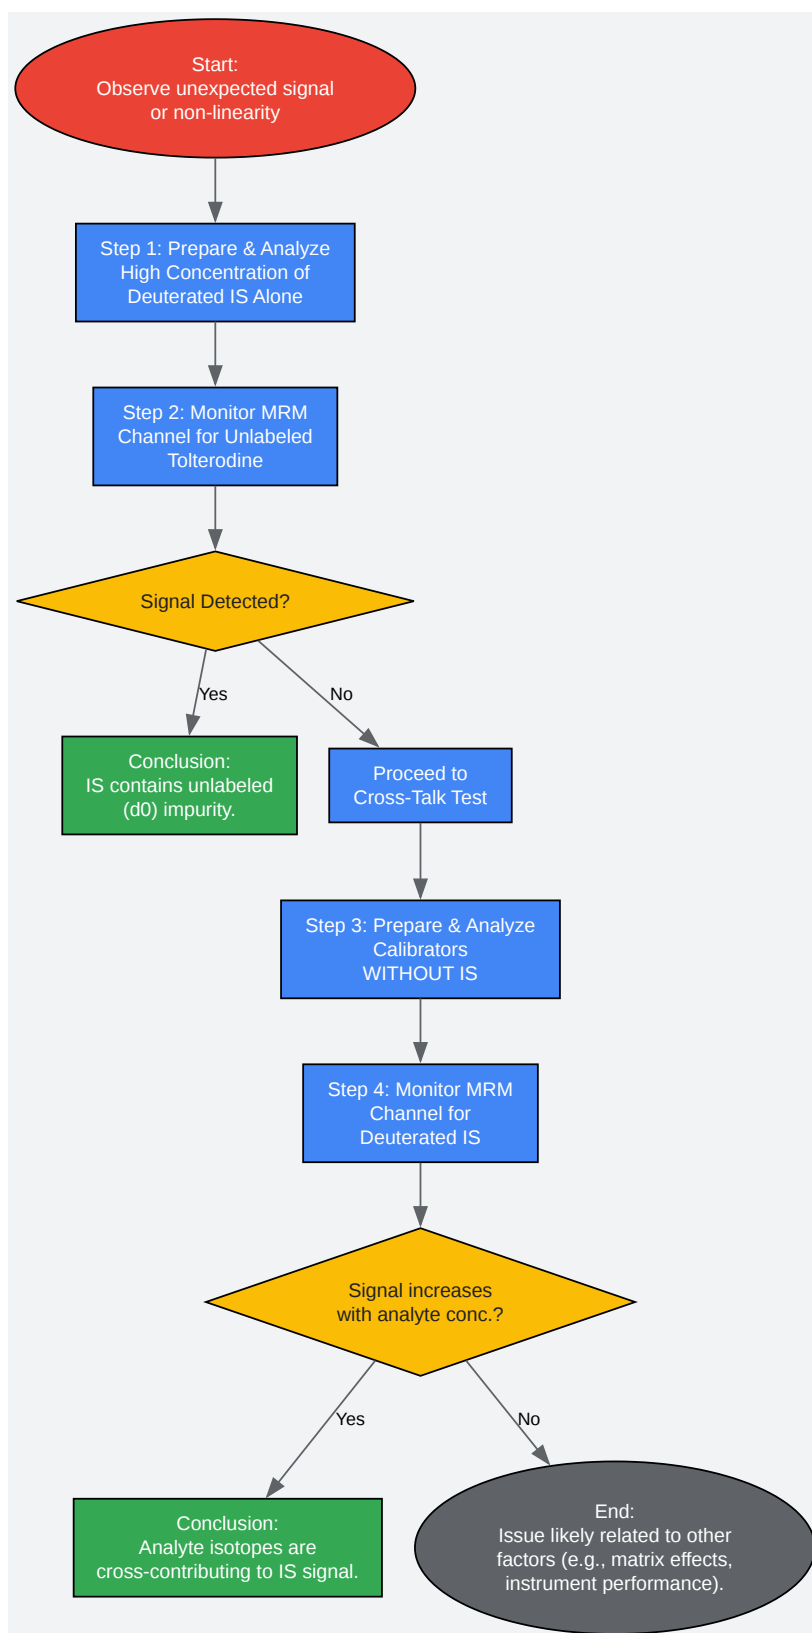 Start:
Observe unexpected signal
or non-linearity
Step 1: Prepare & Analyze
High Concentration of
Deuterated IS Alone
Step 2: Monitor MRM
Channel for Unlabeled
Tolterodine
Signal Detected?
Yes
No
Conclusion:
IS contains unlabeled
(d0) impurity.
Proceed to
Cross-Talk Test
Step 3: Prepare & Analyze
Calibrators
WITHOUT IS
Step 4: Monitor MRM
Channel for
Deuterated IS
Signal increases
with analyte conc.?
Yes
No
Conclusion:
Analyte isotopes are
cross-contributing to IS signal.
End:
Issue likely related to other
factors (e.g., matrix effects,
instrument performance).